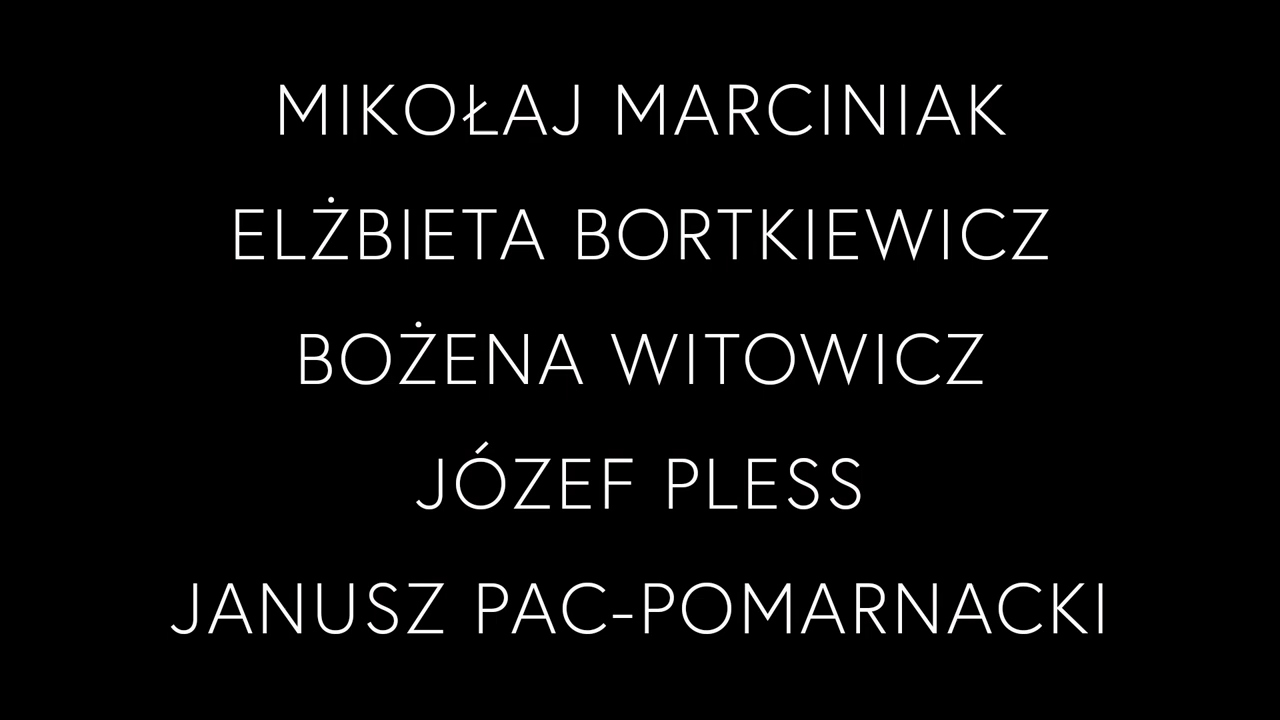 MIKOŁAJ MARCINIAK
ELŻBIETA BORTKIEWICZ
BOŻENA WITOWICZ
JÓZEF PLESS
JANUSZ PAC-POMARNACKI